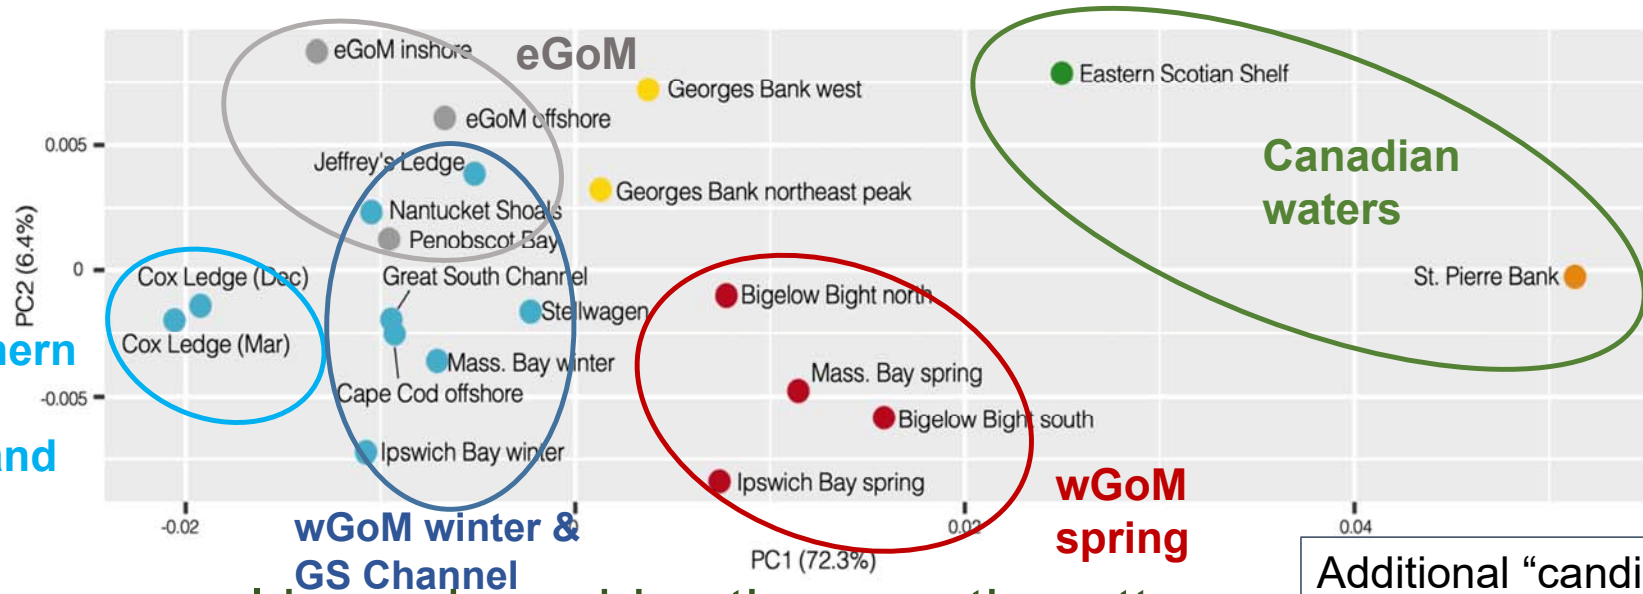 eGoM inshore
eGoM
Georges Bank west
Eastern Scotian Shelf
eGoM offshore
0.005
Jeffrey's Ledge
Canadian
waters
Georges Bank northeast peak
Nantucket Shoals
Penobscot Bay
PC2 (6.4%)
0
Cox Ledge (Dec)
Great South Channel
St. Pierre Bank
Bigelow Bight north
Stellwagen
Cox Ledge (Mar)
Mass. Bay winter
Mass. Bay spring
Cape Cod offshore
-0.005
Bigelow Bight south
Ipswich Bay winter
Ipswich Bay spring
wGoM
spring
-0.02
0.02
0.04
wGoM winter &
GS Channel
PC1 (72.3%)
Additional “candi